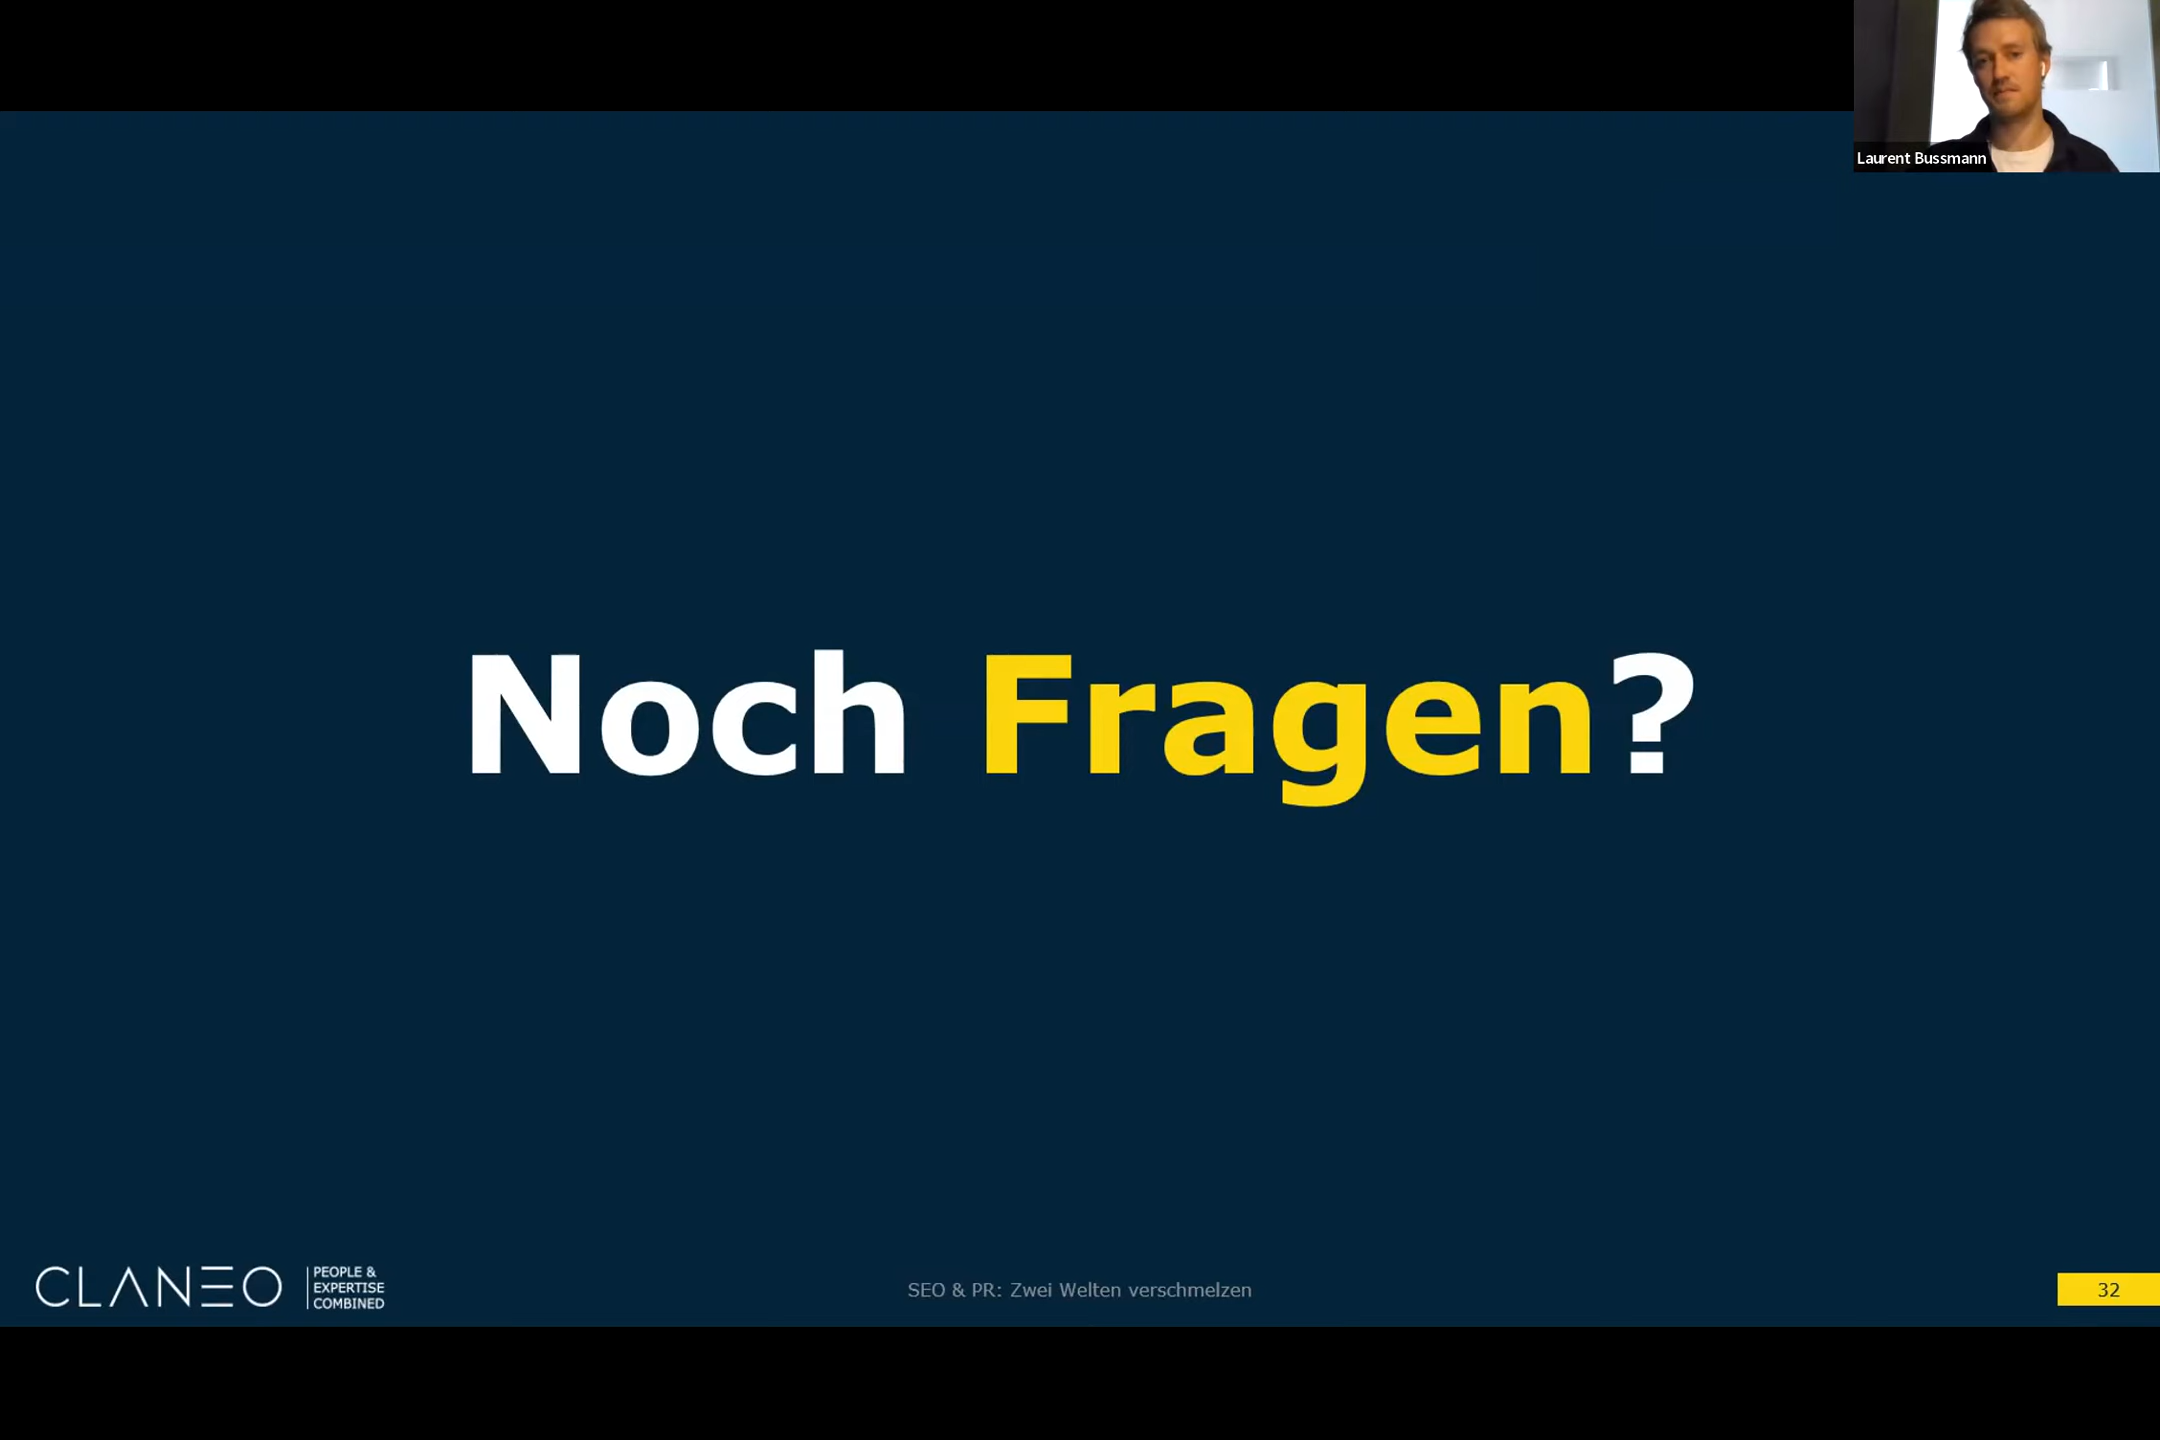 Laurent Bussmann
Noch Fragen?
CLANEO
PEOPLE &
EXPERTISE
COMBINED
SEO & PR: Zwei Welten verschmelzen
32